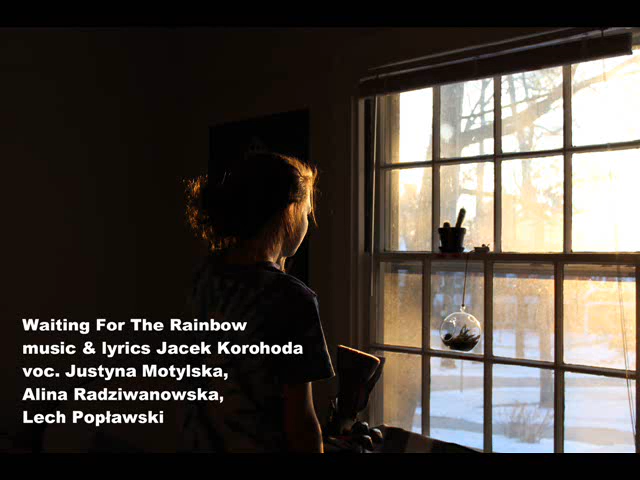 Waiting For The Rainbow
music & lyrics Jacek Korohoda
voc. Justyna Motylska,
Alina Radziwanowska,
Lech Popławski